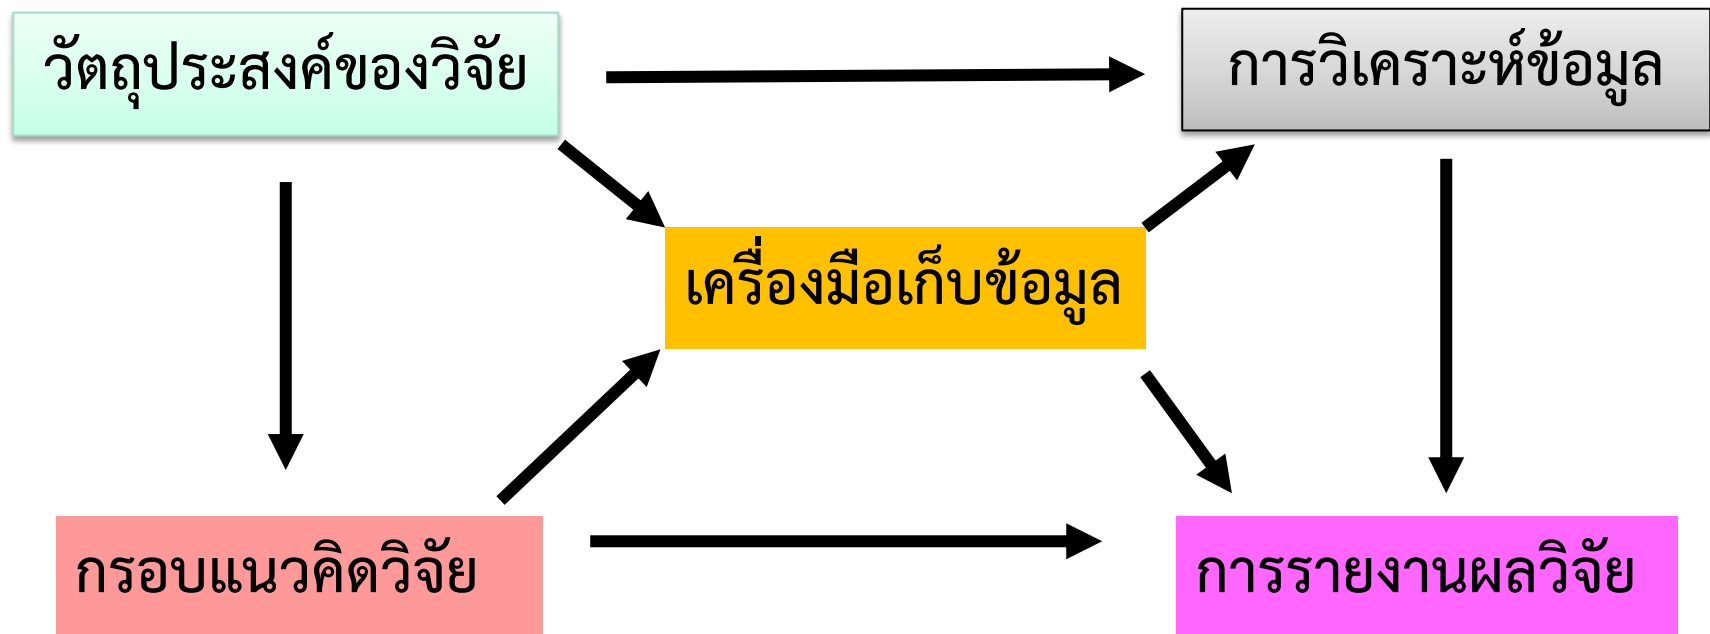 วัตถุประสงค์ของวิจัย
การวิเคราะห์ข้อมูล
เครื่องมือเก็บข้อมูล
กรอบแนวคิดวิจัย
การรายงานผลวิจัย